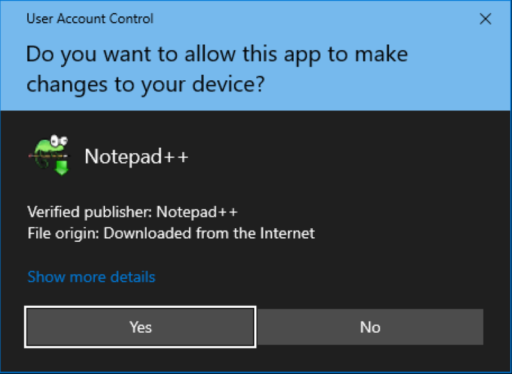 User Account Control
Do you want to allow this app to make
changes to your device?
Notepad++
Verified publisher: Notepad++
File origin: Downloaded from the Internet
Show more details
Yes
No